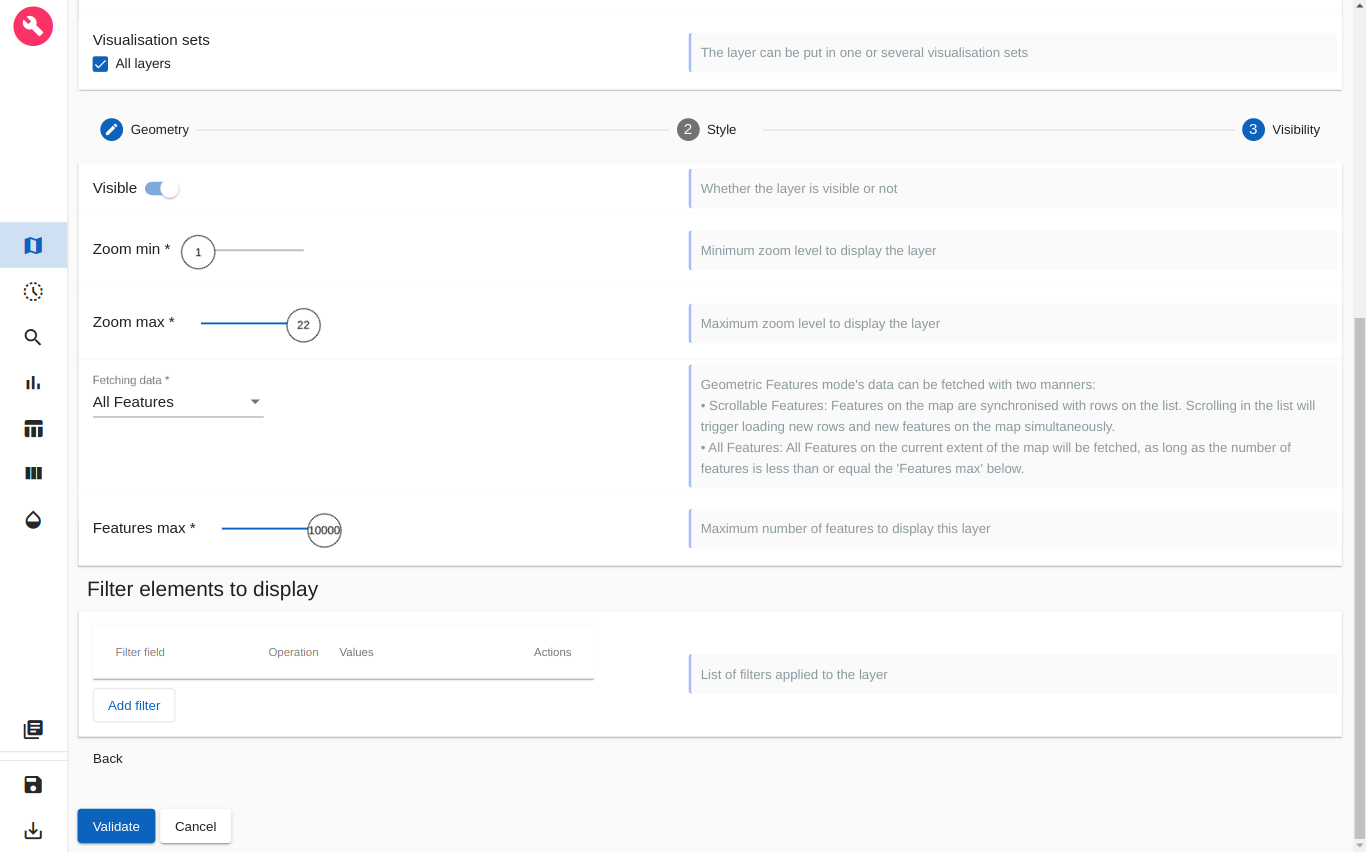 Visualisation sets
All layers
The layer can be put in one or several visualisation sets
Geometry
2 Style
3 Visibility
Visible
Whether the layer is visible or not
Zoom min *
1
Minimum zoom level to display the layer
Zoom max *
22
Maximum zoom level to display the layer
Fetching data *
All Features
Geometric Features mode's data can be fetched with two manners:
• Scrollable Features: Features on the map are synchronised with rows on the list. Scrolling in the list will
trigger loading new rows and new features on the map simultaneously.
• All Features: All Features on the current extent of the map will be fetched, as long as the number of
features is less than or equal the 'Features max' below.
Features max *
10000
Maximum number of features to display this layer
Filter elements to display
Filter field Operation Values Actions
List of filters applied to the layer
Add filter
Back
Validate Cancel